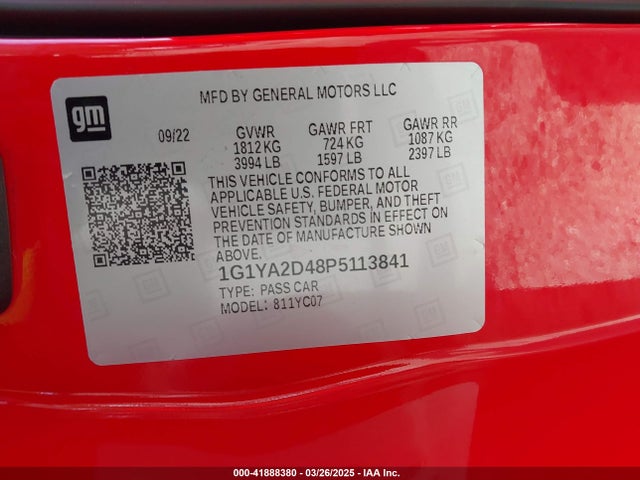 MFD BY GENERAL MOTORS LLC
gm
09/22 GVWR GAWR FRT GAWR RR
1812 KG 724 KG 1087 KG
3994 LB 1597 LB 2397 LB
THIS VEHICLE CONFORMS TO ALL
APPLICABLE U.S. FEDERAL MOTOR
VEHICLE SAFETY, BUMPER, AND THEFT
PREVENTION STANDARDS IN EFFECT ON
THE DATE OF MANUFACTURE SHOWN
ABOVE.
1G1YA2D48P5113841
TYPE: PASS CAR
MODEL: 811YC07
000-41888380 - 03/26/2025 - IAA Inc.